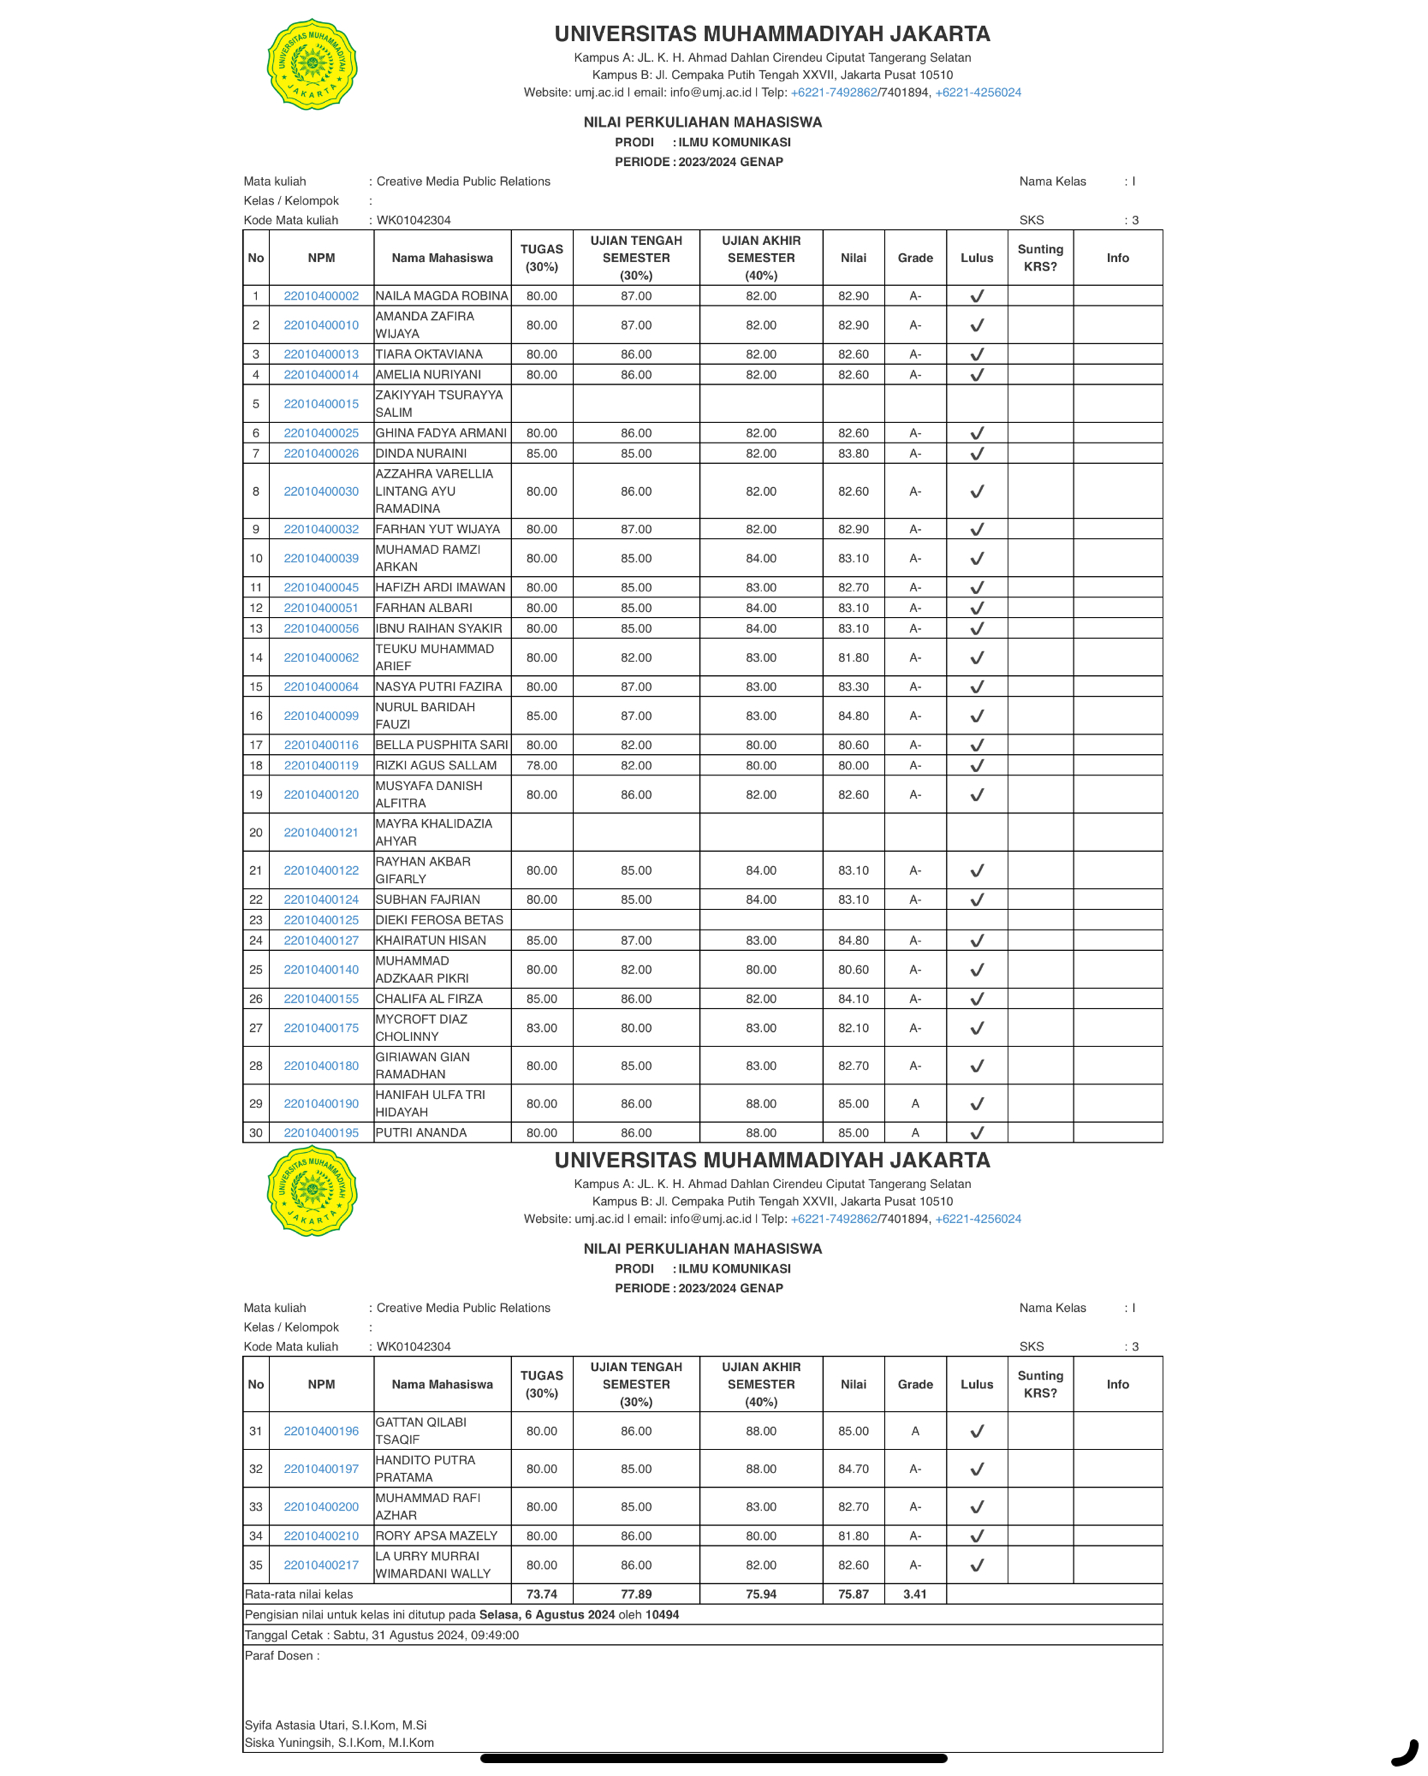 UNIVERSITAS MUHAMMADIYAH JAKARTA
Kampus A: JL. K. H. Ahmad Dahlan Cirendeu Ciputat Tangerang Selatan
Kampus B: Jl. Cempaka Putih Tengah XXVII, Jakarta Pusat 10510
Website: umj.ac.id | email: info@umj.ac.id | Telp: +6221-7492862/7401894, +6221-4256024
NILAI PERKULIAHAN MAHASISWA
PRODI : ILMU KOMUNIKASI
PERIODE : 2023/2024 GENAP
Mata kuliah : Creative Media Public Relations Nama Kelas : I
Kelas / Kelompok :
Kode Mata kuliah : WK01042304 SKS : 3
No NPM Nama Mahasiswa TUGAS (30%) UJIAN TENGAH SEMESTER (30%) UJIAN AKHIR SEMESTER (40%) Nilai Grade Lulus Sunting KRS? Info
1 22010400002 NAILA MAGDA ROBINA 80.00 87.00 82.00 82.90 A- ✓
2 22010400010 AMANDA ZAFIRA WIJAYA 80.00 87.00 82.00 82.90 A- ✓
3 22010400013 TIARA OKTAVIANA 80.00 86.00 82.00 82.60 A- ✓
4 22010400014 AMELIA NURIYANI 80.00 86.00 82.00 82.60 A- ✓
5 22010400015 ZAKIYYAH TSURAYYA SALIM
6 22010400025 GHINA FADYA ARMANI 80.00 86.00 82.00 82.60 A- ✓
7 22010400026 DINDA NURAINI 85.00 85.00 82.00 83.80 A- ✓
8 22010400030 AZZAHRA VARELLIA LINTANG AYU RAMADINA 80.00 86.00 82.00 82.60 A- ✓
9 22010400032 FARHAN YUT WIJAYA 80.00 87.00 82.00 82.90 A- ✓
10 22010400039 MUHAMAD RAMZI ARKAN 80.00 85.00 84.00 83.10 A- ✓
11 22010400045 HAFIZH ARDI IMAWAN 80.00 85.00 83.00 82.70 A- ✓
12 22010400051 FARHAN ALBARI 80.00 85.00 84.00 83.10 A- ✓
13 22010400056 IBNU RAIHAN SYAKIR 80.00 85.00 84.00 83.10 A- ✓
14 22010400062 TEUKU MUHAMMAD ARIEF 80.00 82.00 83.00 81.80 A- ✓
15 22010400064 NASYA PUTRI FAZIRA 80.00 87.00 83.00 83.30 A- ✓
16 22010400099 NURUL BARIDAH FAUZI 85.00 87.00 83.00 84.80 A- ✓
17 22010400116 BELLA PUSPHITA SARI 80.00 82.00 80.00 80.60 A- ✓
18 22010400119 RIZKI AGUS SALLAM 78.00 82.00 80.00 80.00 A- ✓
19 22010400120 MUSYAFA DANISH ALFITRA 80.00 86.00 82.00 82.60 A- ✓
20 22010400121 MAYRA KHALIDAZIA AHYAR
21 22010400122 RAYHAN AKBAR GIFARLY 80.00 85.00 84.00 83.10 A- ✓
22 22010400124 SUBHAN FAJRIAN 80.00 85.00 84.00 83.10 A- ✓
23 22010400125 DIEKI FEROSA BETAS
24 22010400127 KHAIRATUN HISAN 85.00 87.00 83.00 84.80 A- ✓
25 22010400140 MUHAMMAD ADZKAAR PIKRI 80.00 82.00 80.00 80.60 A- ✓
26 22010400155 CHALIFA AL FIRZA 85.00 86.00 82.00 84.10 A- ✓
27 22010400175 MYCROFT DIAZ CHOLINNY 83.00 80.00 83.00 82.10 A- ✓
28 22010400180 GIRIAWAN GIAN RAMADHAN 80.00 85.00 83.00 82.70 A- ✓
29 22010400190 HANIFAH ULFA TRI HIDAYAH 80.00 86.00 88.00 85.00 A ✓
30 22010400195 PUTRI ANANDA 80.00 86.00 88.00 85.00 A ✓
UNIVERSITAS MUHAMMADIYAH JAKARTA
Kampus A: JL. K. H. Ahmad Dahlan Cirendeu Ciputat Tangerang Selatan
Kampus B: Jl. Cempaka Putih Tengah XXVII, Jakarta Pusat 10510
Website: umj.ac.id | email: info@umj.ac.id | Telp: +6221-7492862/7401894, +6221-4256024
NILAI PERKULIAHAN MAHASISWA
PRODI : ILMU KOMUNIKASI
PERIODE : 2023/2024 GENAP
Mata kuliah : Creative Media Public Relations Nama Kelas : I
Kelas / Kelompok :
Kode Mata kuliah : WK01042304 SKS : 3
No NPM Nama Mahasiswa TUGAS (30%) UJIAN TENGAH SEMESTER (30%) UJIAN AKHIR SEMESTER (40%) Nilai Grade Lulus Sunting KRS? Info
31 22010400196 GATTAN QILABI TSAQIF 80.00 86.00 88.00 85.00 A ✓
32 22010400197 HANDITO PUTRA PRATAMA 80.00 85.00 88.00 84.70 A- ✓
33 22010400200 MUHAMMAD RAFI AZHAR 80.00 85.00 83.00 82.70 A- ✓
34 22010400210 RORY APSA MAZELY 80.00 86.00 80.00 81.80 A- ✓
35 22010400217 LA URRY MURRAI WIMARDANI WALLY 80.00 86.00 82.00 82.60 A- ✓
Rata-rata nilai kelas 73.74 77.89 75.94 75.87 3.41
Pengisian nilai untuk kelas ini ditutup pada Selasa, 6 Agustus 2024 oleh 10494
Tanggal Cetak : Sabtu, 31 Agustus 2024, 09:49:00
Paraf Dosen :
Syifa Astasia Utari, S.I.Kom, M.Si
Siska Yuningsih, S.I.Kom, M.I.Kom
UNIVERSITAS MUHAMMADIYAH
JAKARTA
UNIVERSITAS MUHAMMADIYAH
JAKARTA